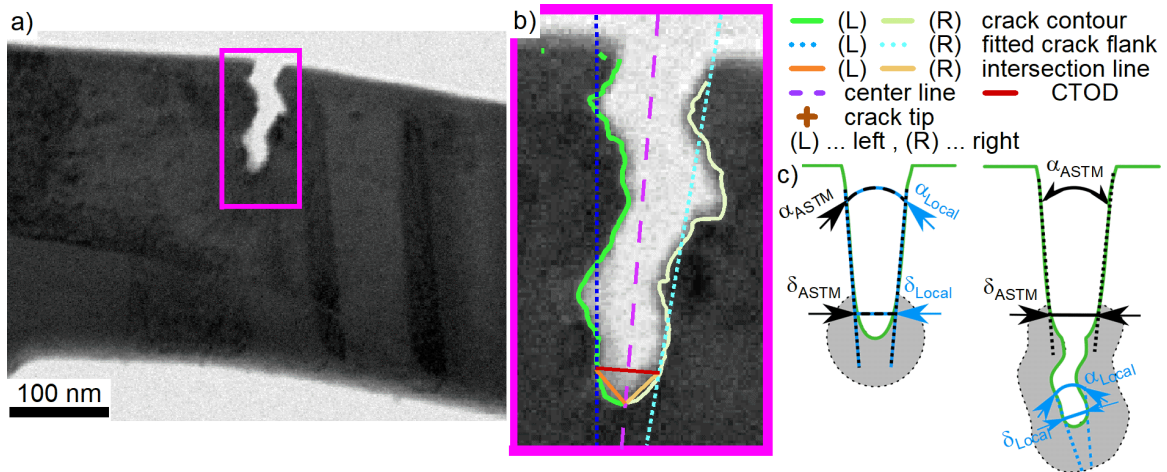 a)
100 nm
b)
(L) (R) crack contour
(L) (R) fitted crack flank
(L) (R) intersection line
center line CTOD
crack tip
(L) ... left , (R) ... right
c)
αASTM
αLocal
δASTM
δLocal
αASTM
δASTM
αLocal
δLocal